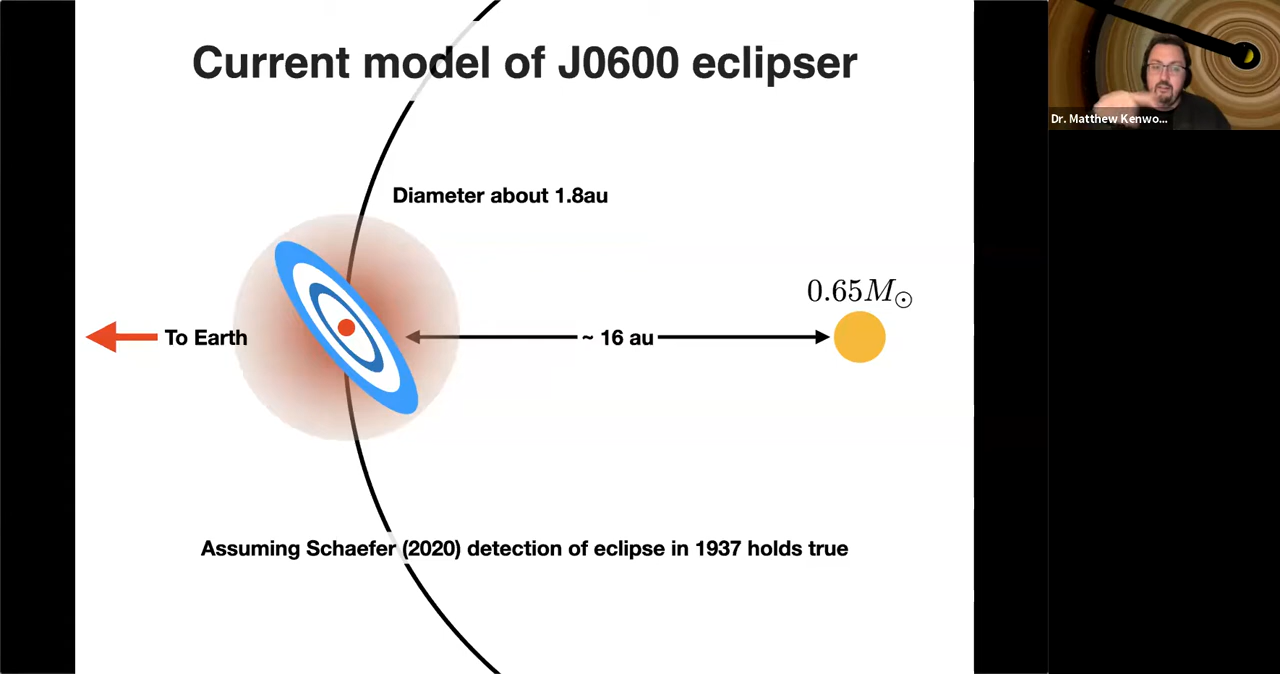 Current model of J0600 eclipser
Dr. Matthew Kenwo...
Diameter about 1.8au
0.65M☉
To Earth
~ 16 au
Assuming Schaefer (2020) detection of eclipse in 1937 holds true